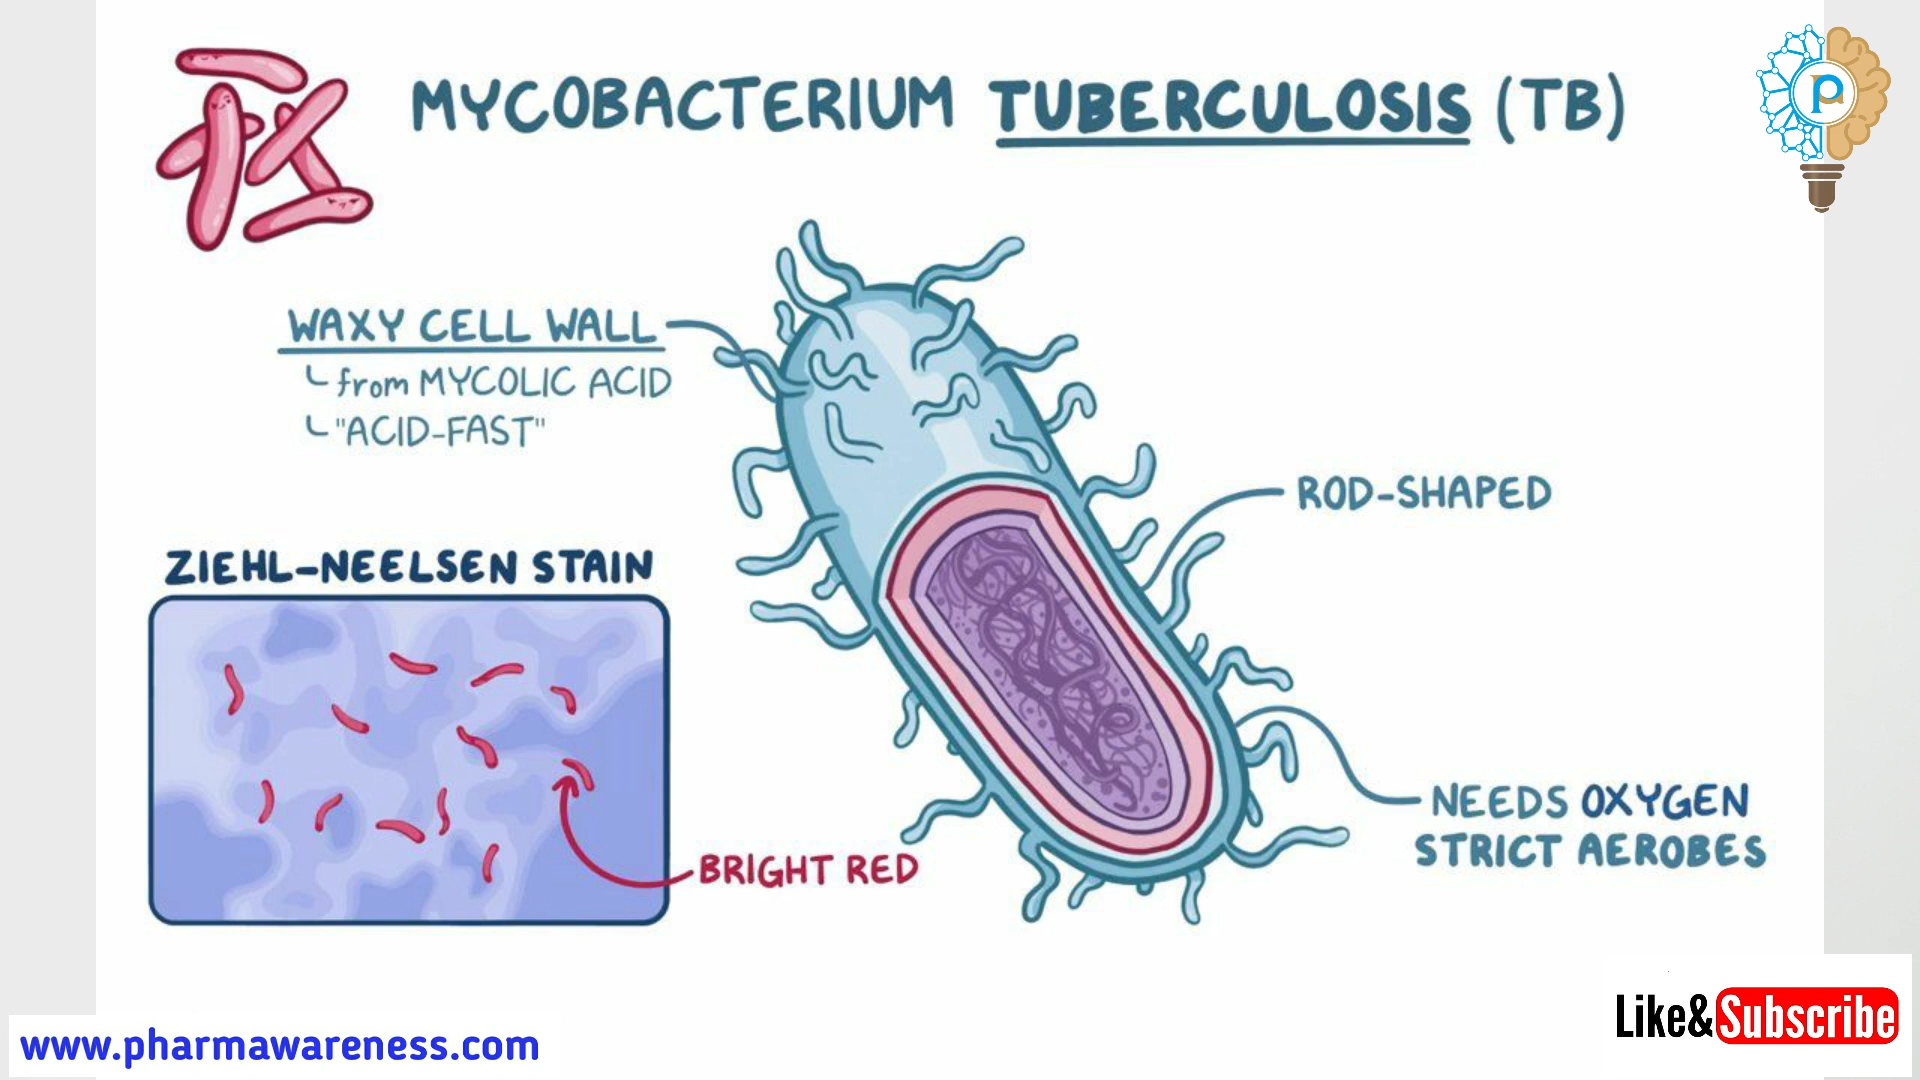 MYCOBACTERIUM TUBERCULOSIS (TB)
WAXY CELL WALL
from MYCOLIC ACID
"ACID-FAST"
ROD-SHAPED
ZIEHL-NEELSEN STAIN
NEEDS OXYGEN
STRICT AEROBES
BRIGHT RED
Like& Subscribe
www.pharmawareness.com